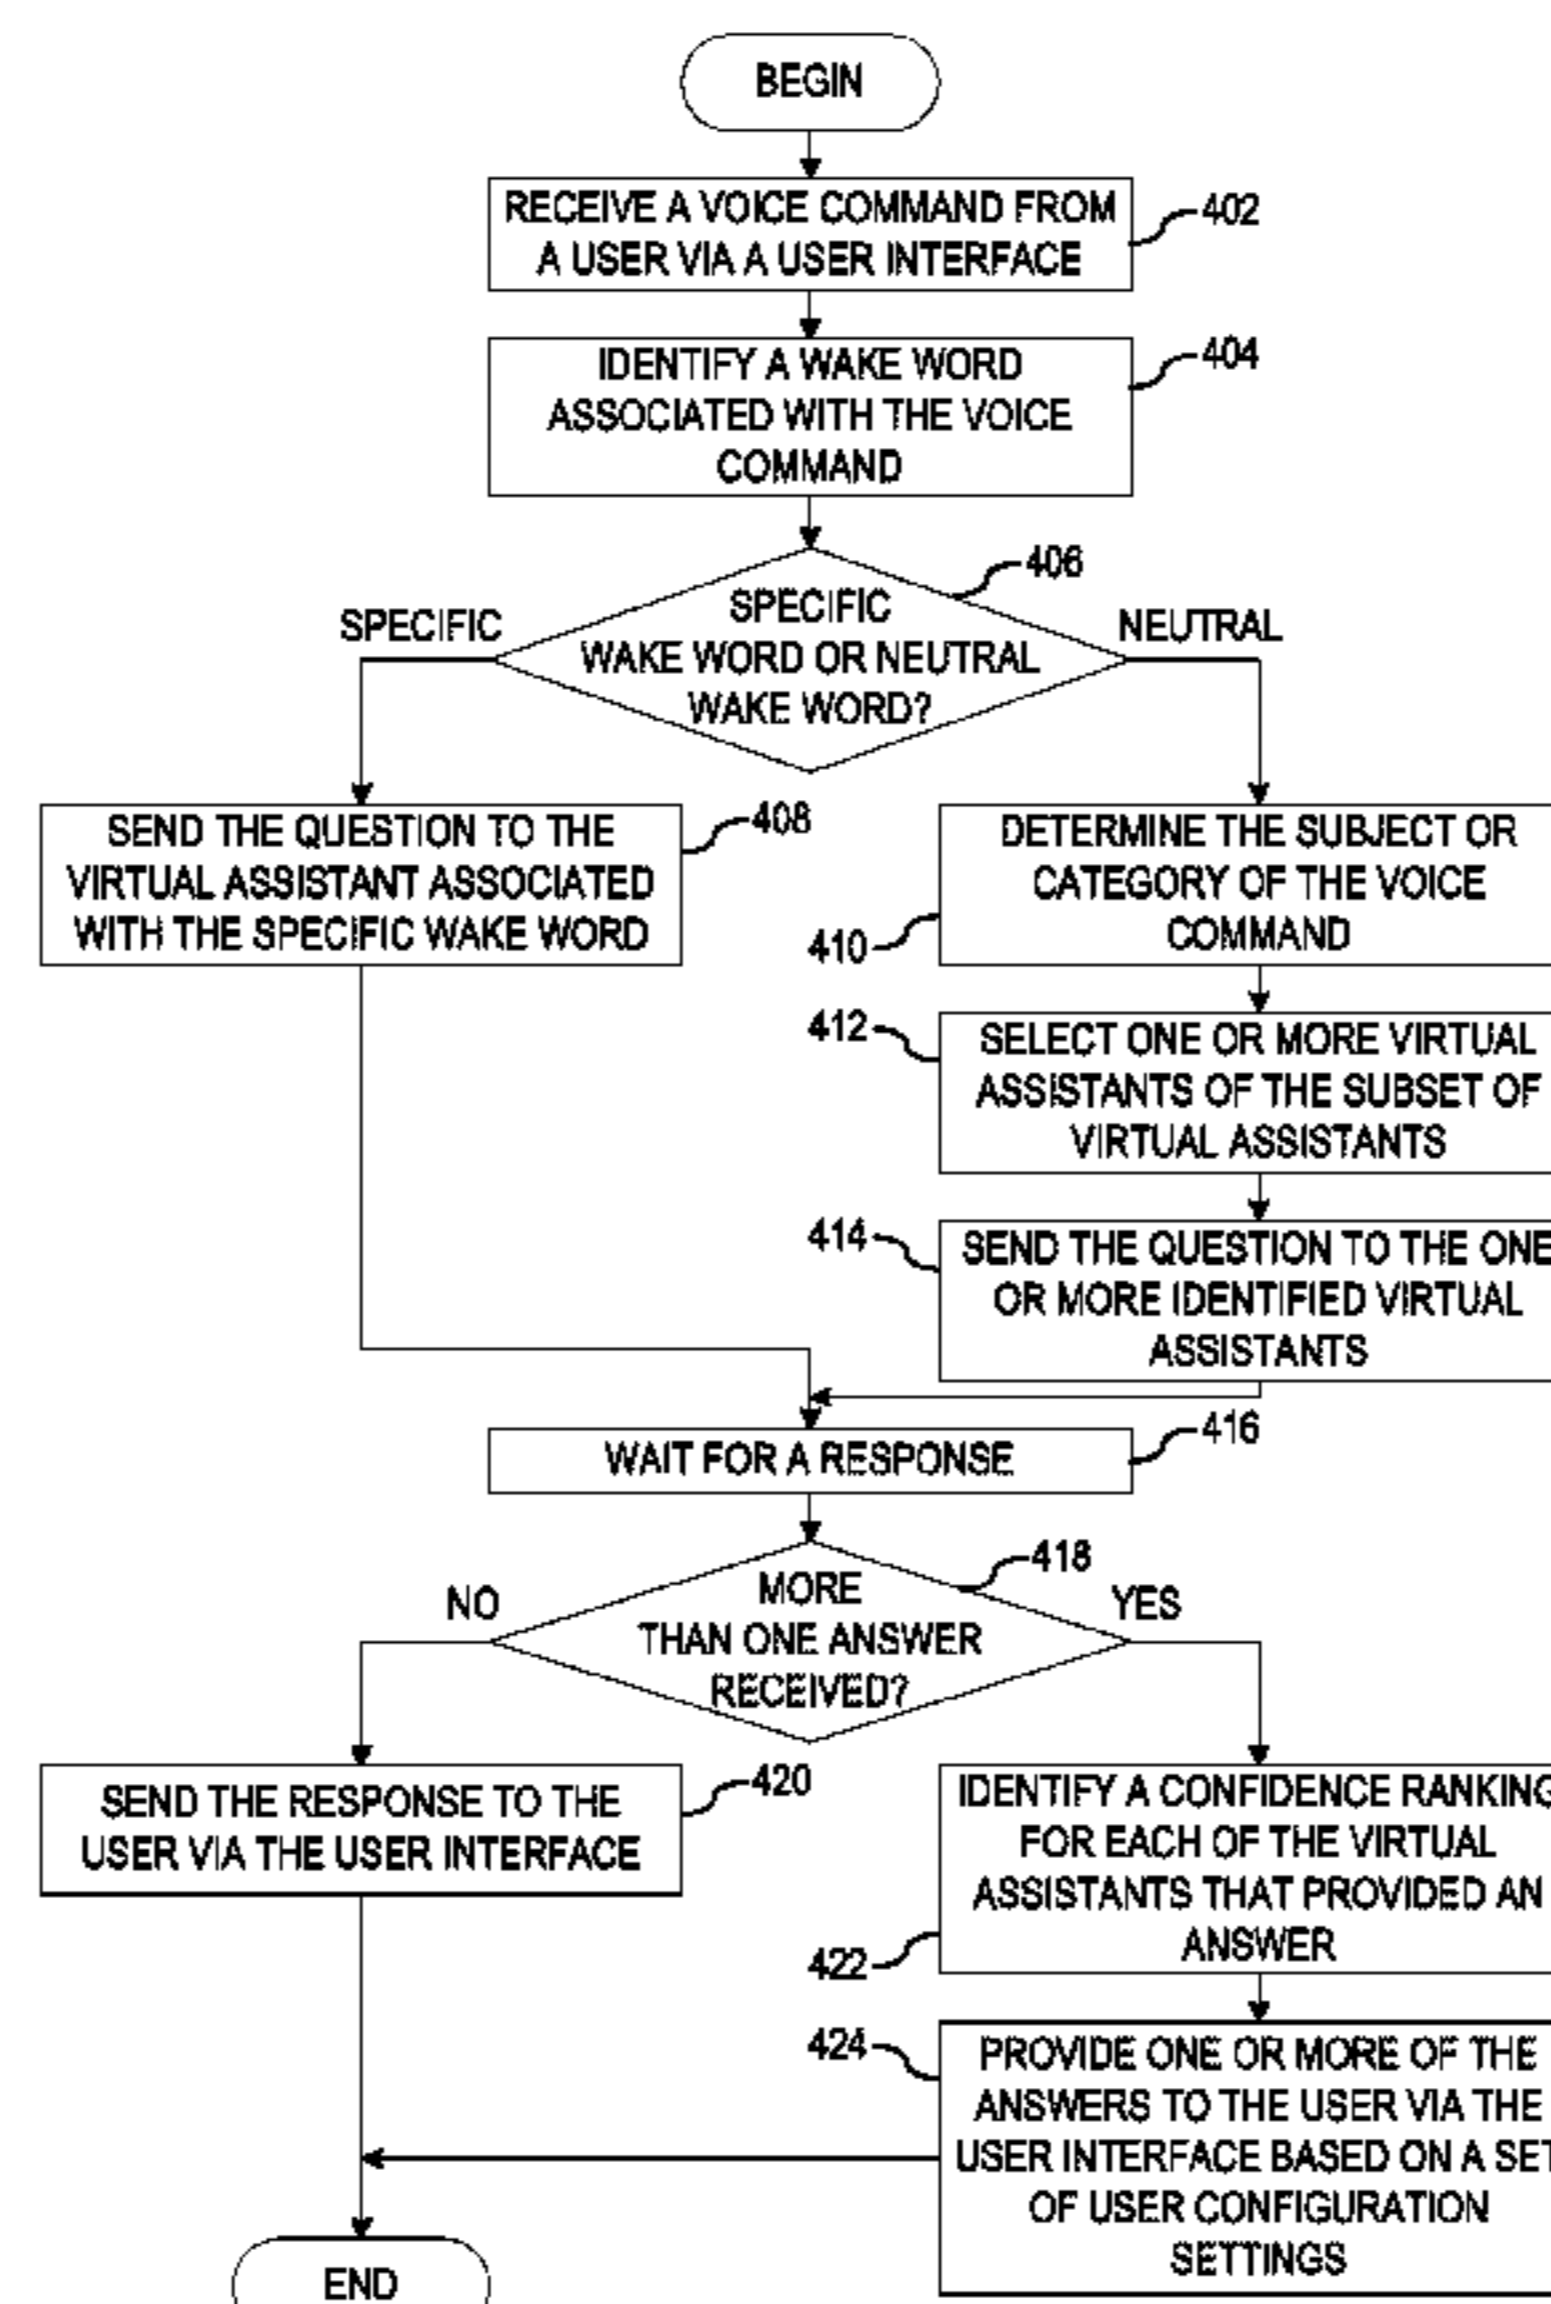 BEGIN
RECEIVE A VOICE COMMAND FROM
A USER VIA A USER INTERFACE
402
IDENTIFY A WAKE WORD
ASSOCIATED WITH THE VOICE
COMMAND
404
406
SPECIFIC
WAKE WORD OR NEUTRAL
WAKE WORD?
SPECIFIC
NEUTRAL
SEND THE QUESTION TO THE
VIRTUAL ASSISTANT ASSOCIATED
WITH THE SPECIFIC WAKE WORD
408
DETERMINE THE SUBJECT OR
CATEGORY OF THE VOICE
COMMAND
410
412
SELECT ONE OR MORE VIRTUAL
ASSISTANTS OF THE SUBSET OF
VIRTUAL ASSISTANTS
414
SEND THE QUESTION TO THE ONE
OR MORE IDENTIFIED VIRTUAL
ASSISTANTS
WAIT FOR A RESPONSE
416
418
MORE
THAN ONE ANSWER
RECEIVED?
NO
YES
SEND THE RESPONSE TO THE
USER VIA THE USER INTERFACE
420
IDENTIFY A CONFIDENCE RANKING
FOR EACH OF THE VIRTUAL
ASSISTANTS THAT PROVIDED AN
ANSWER
422
424
PROVIDE ONE OR MORE OF THE
ANSWERS TO THE USER VIA THE
USER INTERFACE BASED ON A SET
OF USER CONFIGURATION
SETTINGS
END